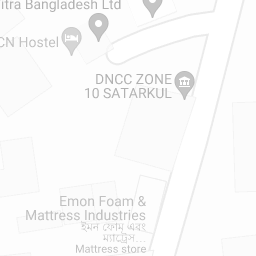 itra Bangladesh Ltd
CN Hostel
DNCC ZONE
10 SATARKUL
Emon Foam &
Mattress Industries
ইমন ফোম এবং
ম্যাট্রেস...
Mattress store